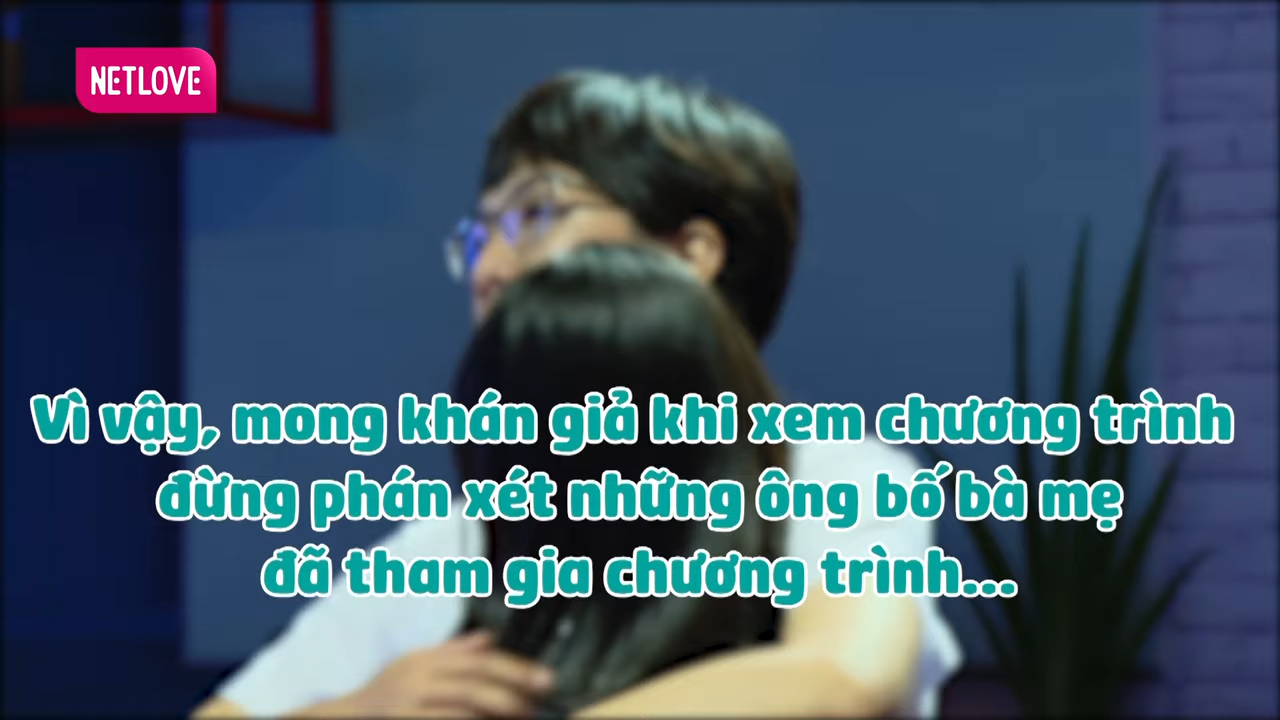 NETLOVE
Vì vậy, mong khán giả khi xem chương trình
đừng phán xét những ông bố bà mẹ
đã tham gia chương trình...